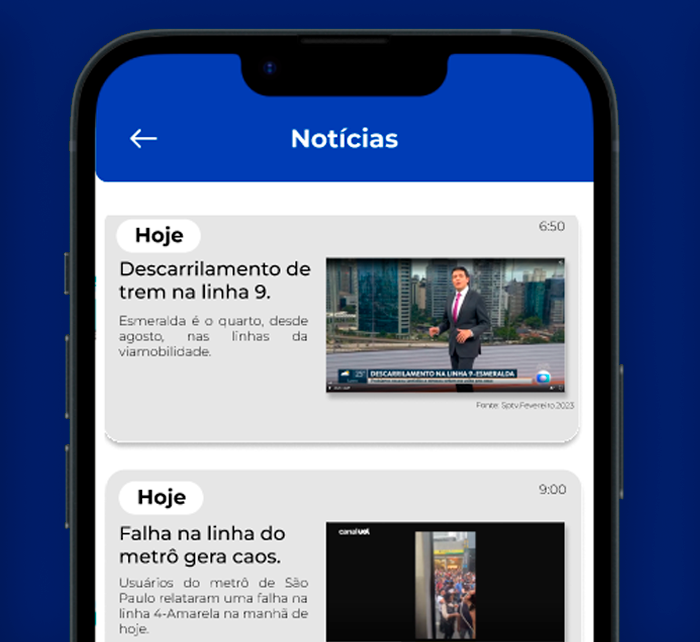 Notícias
Hoje
6:50
Descarrilamento de
trem na linha 9.
Esmeralda é o quarto, desde
agosto, nas linhas da
viamobilidade.
DESCARRILAMENTO NA LINHA 9-ESMERALDA
Fonte: Sptv.Fevereiro.2023
Hoje
9:00
Falha na linha do
metrô gera caos.
canal uol
Usuários do metrô de São
Paulo relataram uma falha na
linha 4-Amarela na manhã de
hoje.